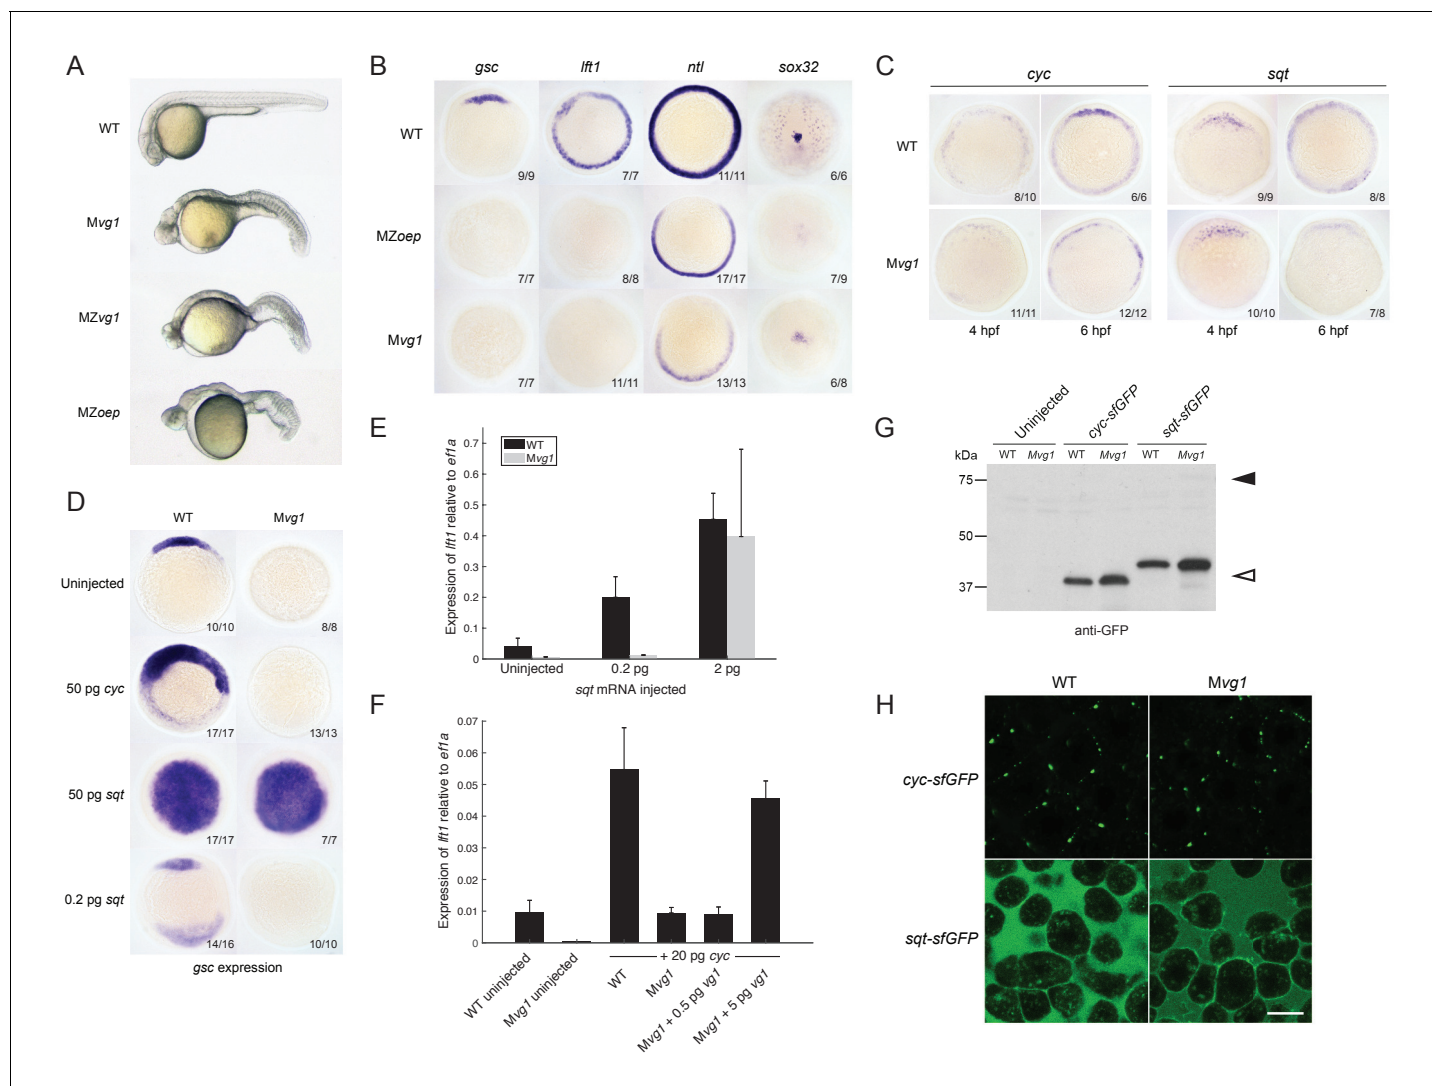 A
WT
Mvg1
MZvg1
MZoep
B
gsc lft1 ntl sox32
WT
9/9 7/7 11/11 6/6
MZoep
7/7 8/8 17/17 7/9
Mvg1
7/7 11/11 13/13 6/8
C
cyc sqt
WT
8/10 6/6 9/9 8/8
Mvg1
11/11 12/12 10/10 7/8
4 hpf 6 hpf 4 hpf 6 hpf
D
WT Mvg1
Uninjected
10/10 8/8
50 pg cyc
17/17 13/13
50 pg sqt
17/17 7/7
0.2 pg sqt
14/16 10/10
gsc expression
E
Expression of lft1 relative to ef1a
0.7
0.6
0.5
0.4
0.3
0.2
0.1
0
WT
Mvg1
Uninjected 0.2 pg 2 pg
sqt mRNA injected
F
Expression of lft1 relative to ef1a
0.07
0.06
0.05
0.04
0.03
0.02
0.01
0
+ 20 pg cyc
WT uninjected
Mvg1 uninjected
WT
Mvg1
Mvg1 + 0.5 pg vg1
Mvg1 + 5 pg vg1
G
Uninjected cyc-sfGFP sqt-sfGFP
kDa WT Mvg1 WT Mvg1 WT Mvg1
75
50
37
anti-GFP
H
WT Mvg1
cyc-sfGFP
sqt-sfGFP